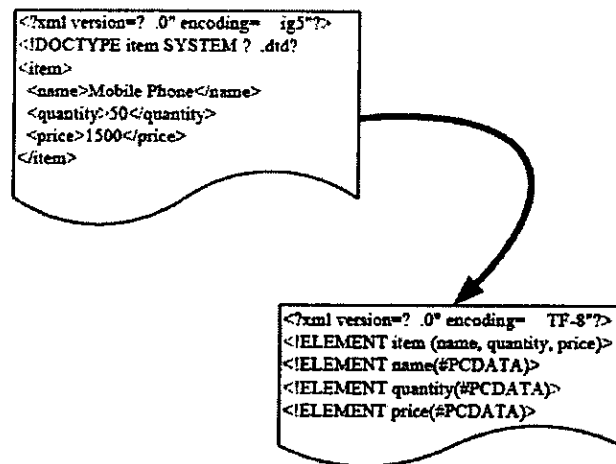 <?xml version=? .0" encoding= ig5"?>
<!DOCTYPE item SYSTEM ? .dtd?
<item>
<name>Mobile Phone</name>
<quantity>50</quantity>
<price>1500</price>
</item>
<?xml version=? .0" encoding= TF-8"?>
<!ELEMENT item (name, quantity, price)>
<!ELEMENT name(#PCDATA)>
<!ELEMENT quantity(#PCDATA)>
<!ELEMENT price(#PCDATA)>